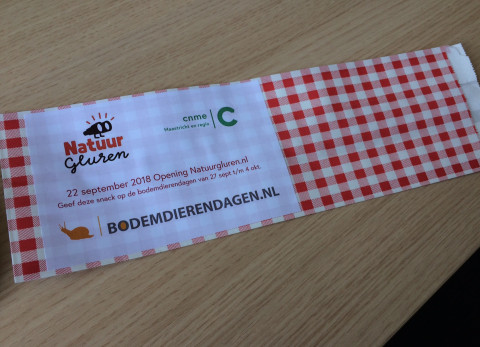 Natuur
Gluren
cnme
Maastricht en regio
C
22 september 2018 Opening Natuurgluren.nl
Geef deze snack op de bodemdierendagen van 27 sept t/m 4 okt.
BODEMDIERENDAGEN.NL